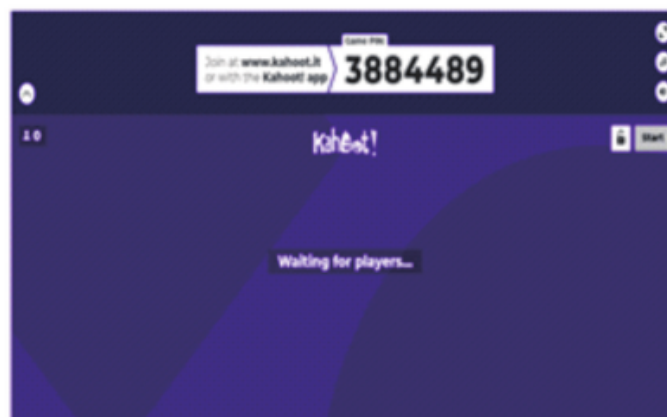 Game PIN:
Join at www.kahoot.it
or with the Kahoot! app
3884489
0
Kahoot!
Start
Waiting for players...